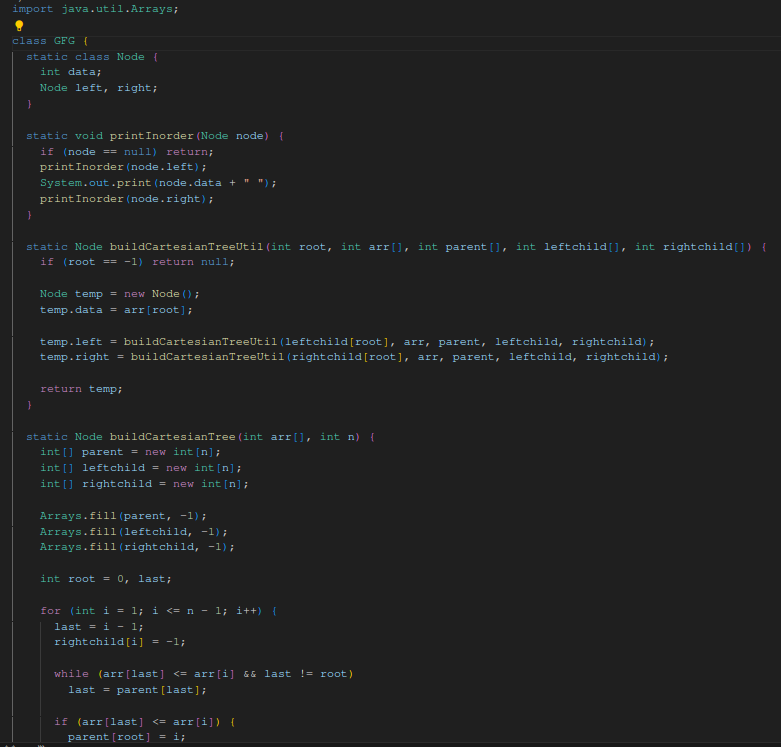 import java.util.Arrays;
class GFG {
static class Node {
int data;
Node left, right;
}
static void printInorder(Node node) {
if (node == null) return;
printInorder(node.left);
System.out.print(node.data + " ");
printInorder(node.right);
}
static Node buildCartesianTreeUtil(int root, int arr[], int parent[], int leftchild[], int rightchild[]) {
if (root == -1) return null;
Node temp = new Node();
temp.data = arr[root];
temp.left = buildCartesianTreeUtil(leftchild[root], arr, parent, leftchild, rightchild);
temp.right = buildCartesianTreeUtil(rightchild[root], arr, parent, leftchild, rightchild);
return temp;
}
static Node buildCartesianTree(int arr[], int n) {
int[] parent = new int[n];
int[] leftchild = new int[n];
int[] rightchild = new int[n];
Arrays.fill(parent, -1);
Arrays.fill(leftchild, -1);
Arrays.fill(rightchild, -1);
int root = 0, last;
for (int i = 1; i <= n - 1; i++) {
last = i - 1;
rightchild[i] = -1;
while (arr[last] <= arr[i] && last != root)
last = parent[last];
if (arr[last] <= arr[i]) {
parent[root] = i;